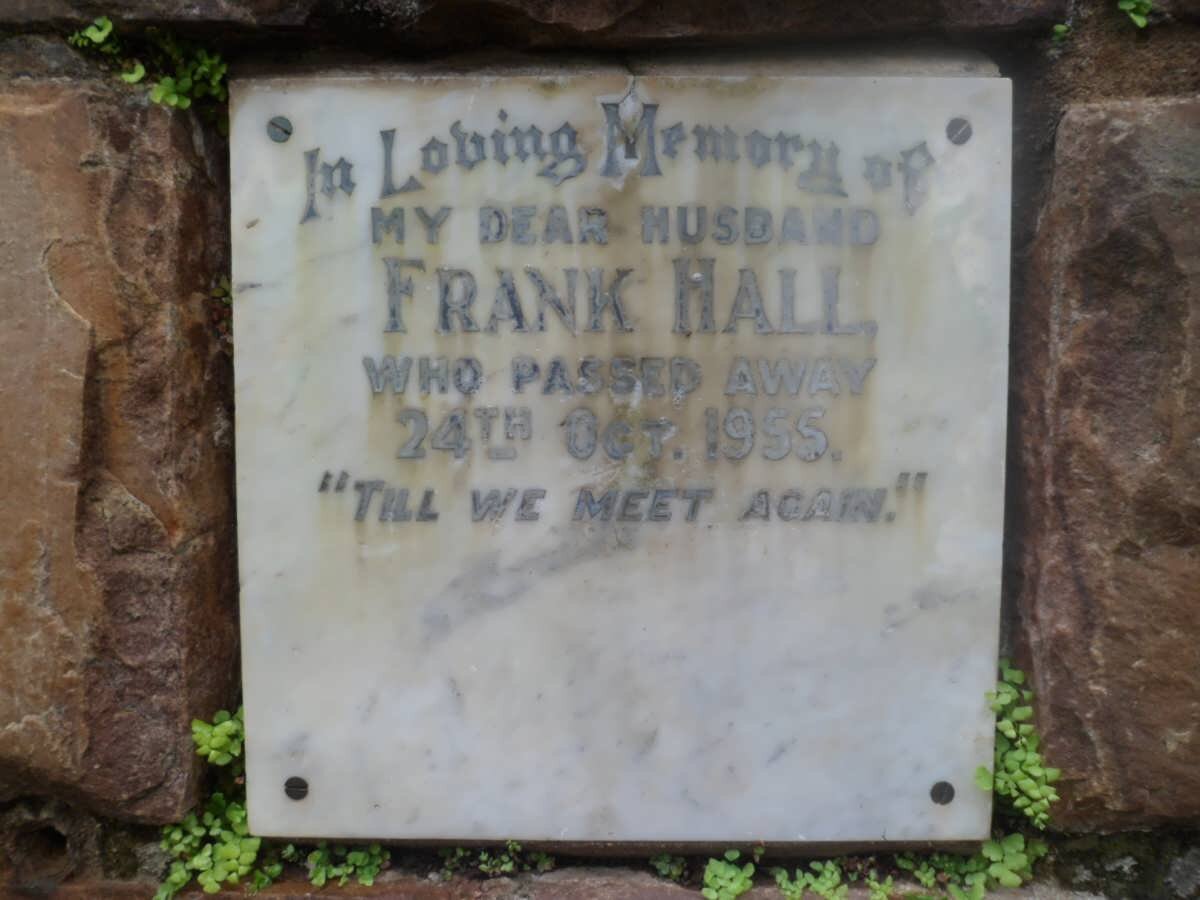 In Loving Memory of
MY DEAR HUSBAND
FRANK HALL.
WHO PASSED AWAY
24TH OCT. 1955.
"TILL WE MEET AGAIN."